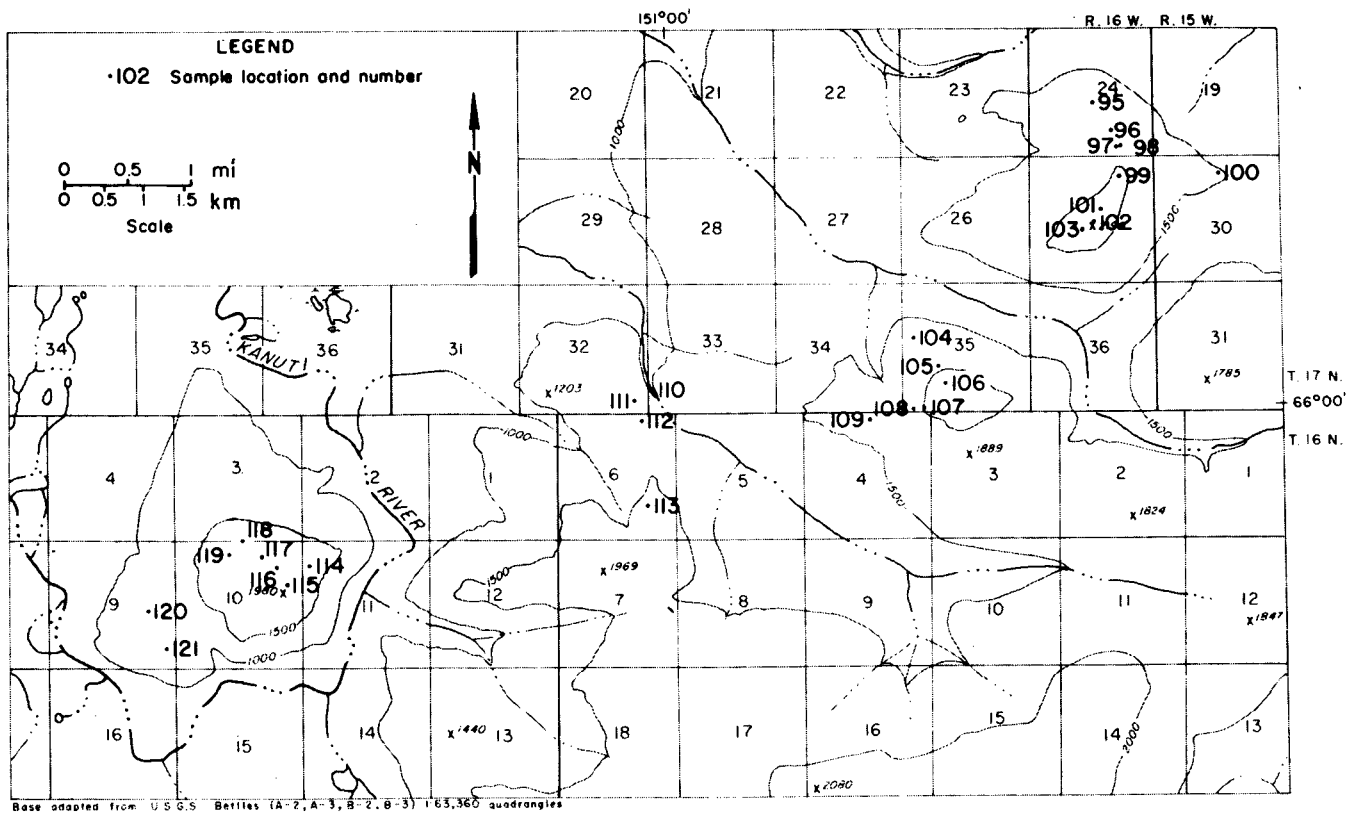 151°00'
R. 16 W. R. 15 W.
LEGEND
·102 Sample location and number
0 0.5 1 mi
0 0.5 1 1.5 km
Scale
N
20 21 22 23 24 19
95
96
97 98
99
100
101
102
103
1000
1500
29 28 27 26 30
34 35 36 31 32 33 34 35 36 31
KANUTI
104
105
106
107
108
109
110
111
112
x1203
x1785
T. 17 N.
66°00'
T. 16 N.
1000
1500
1500
x1889
4 3 2 1 6 5 4 3 2 1
RIVER
113
x1824
118
119 117
116 115 114
10
1500
1000
120
121
9 11 12 7 8 9 10 11 12
1500
x1969
x1847
16 15 14 13 18 17 16 15 14 13
x1440
x2080
2000
Base adapted from U.S.G.S. Bettles (A-2, A-3, B-2, B-3) 1:63,360 quadrangles